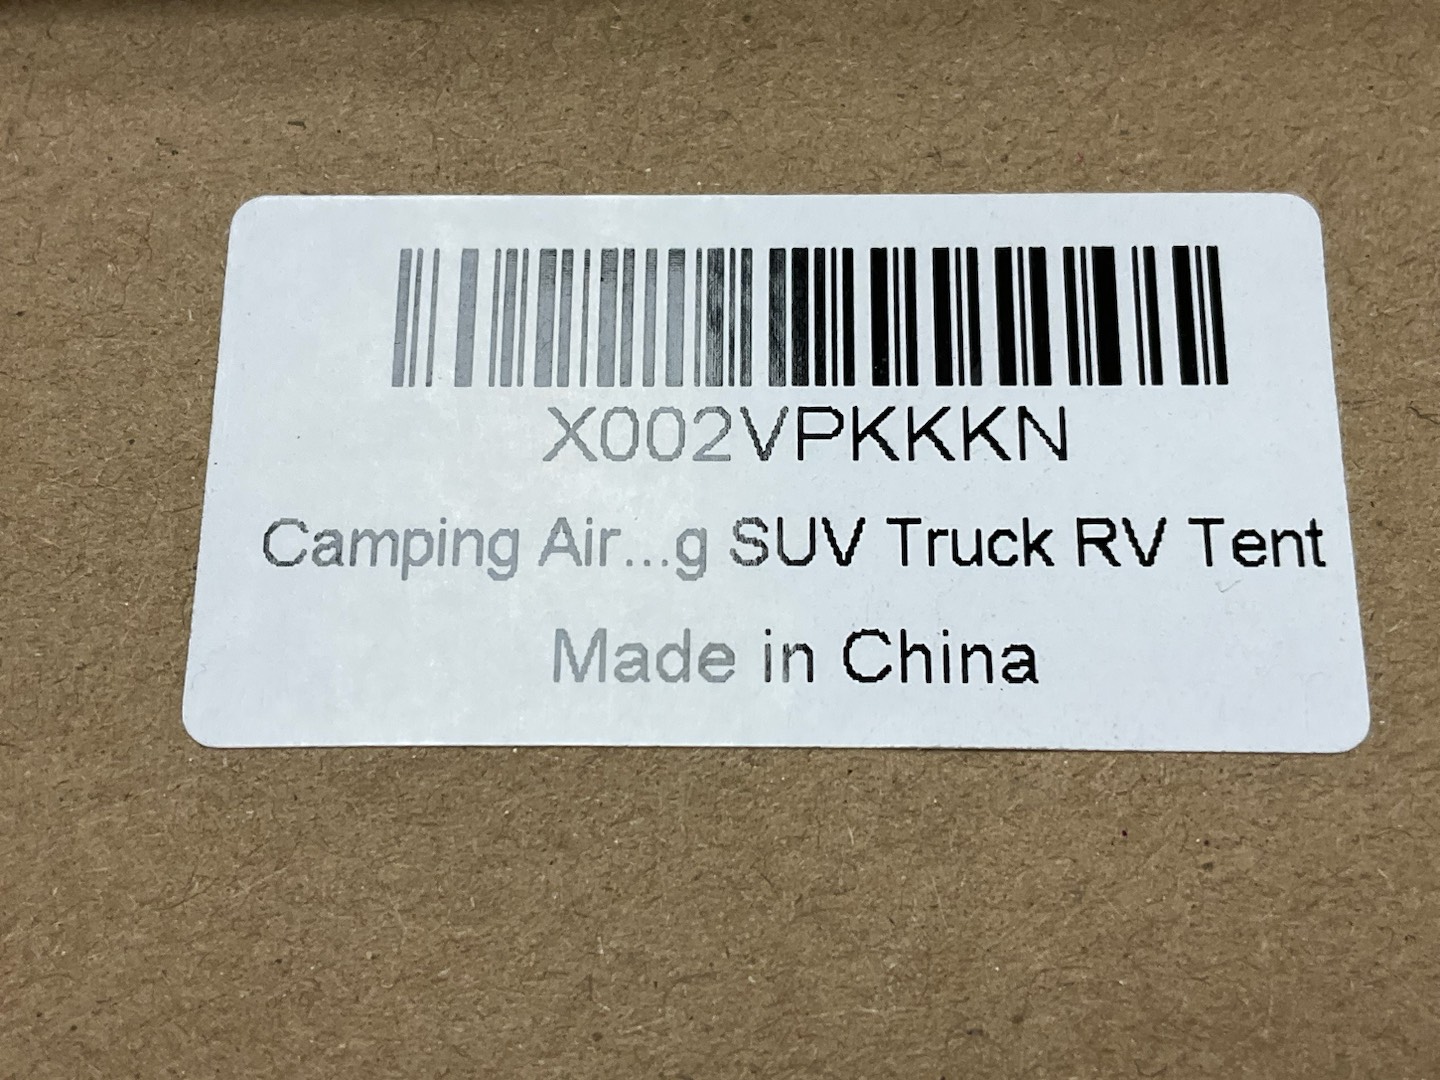 X002VPKKKN
Camping Air...g SUV Truck RV Tent
Made in China